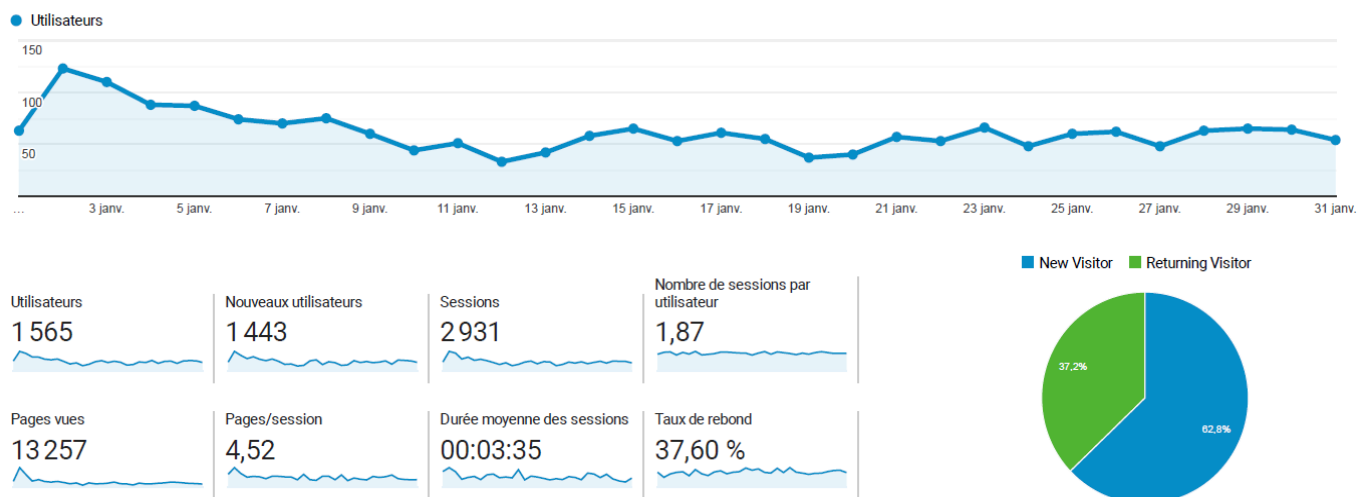 Utilisateurs
150
100
50
...
3 janv.
5 janv.
7 janv.
9 janv.
11 janv.
13 janv.
15 janv.
17 janv.
19 janv.
21 janv.
23 janv.
25 janv.
27 janv.
29 janv.
31 janv.
New Visitor
Returning Visitor
Utilisateurs
1 565
Nouveaux utilisateurs
1 443
Sessions
2 931
Nombre de sessions par
utilisateur
1,87
Pages vues
13 257
Pages/session
4,52
Durée moyenne des sessions
00:03:35
Taux de rebond
37,60 %
37,2%
62,8%